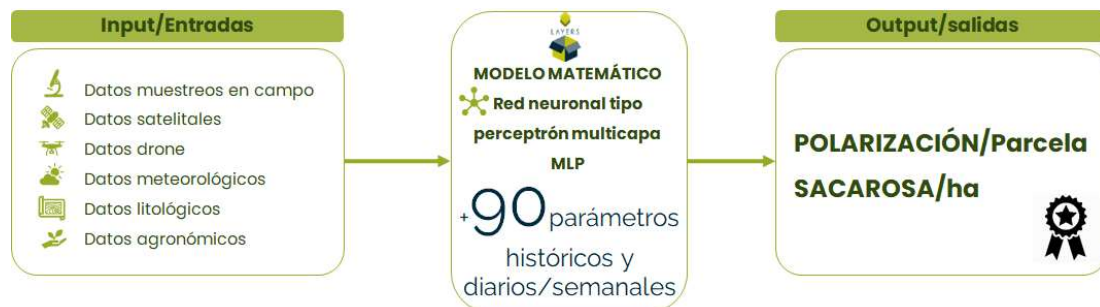 Input/Entradas
Datos muestreos en campo
Datos satelitales
Datos drone
Datos meteorológicos
Datos litológicos
Datos agronómicos
LAYERS
MODELO MATEMÁTICO
Red neuronal tipo
perceptrón multicapa
MLP
+90 parámetros
históricos y
diarios/semanales
Output/salidas
POLARIZACIÓN/Parcela
SACAROSA/ha